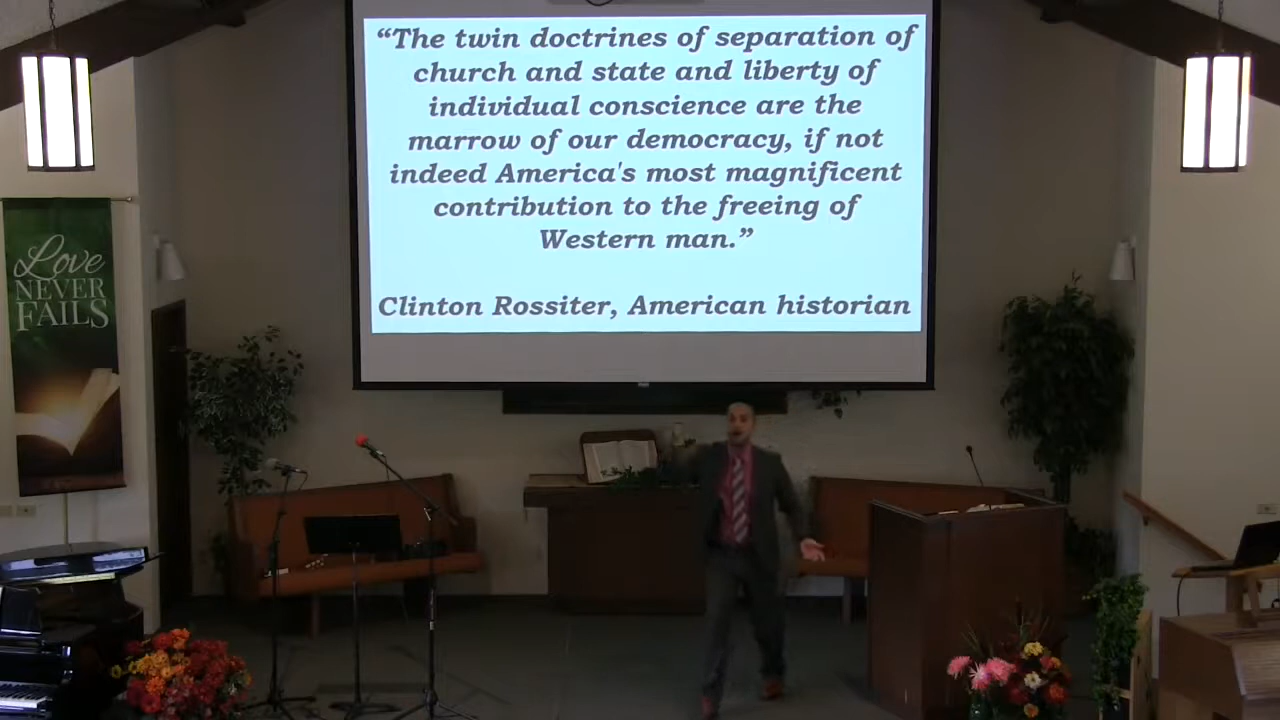 “The twin doctrines of separation of
church and state and liberty of
individual conscience are the
marrow of our democracy, if not
indeed America's most magnificent
contribution to the freeing of
Western man.”
Clinton Rossiter, American historian
Love
NEVER
FAILS